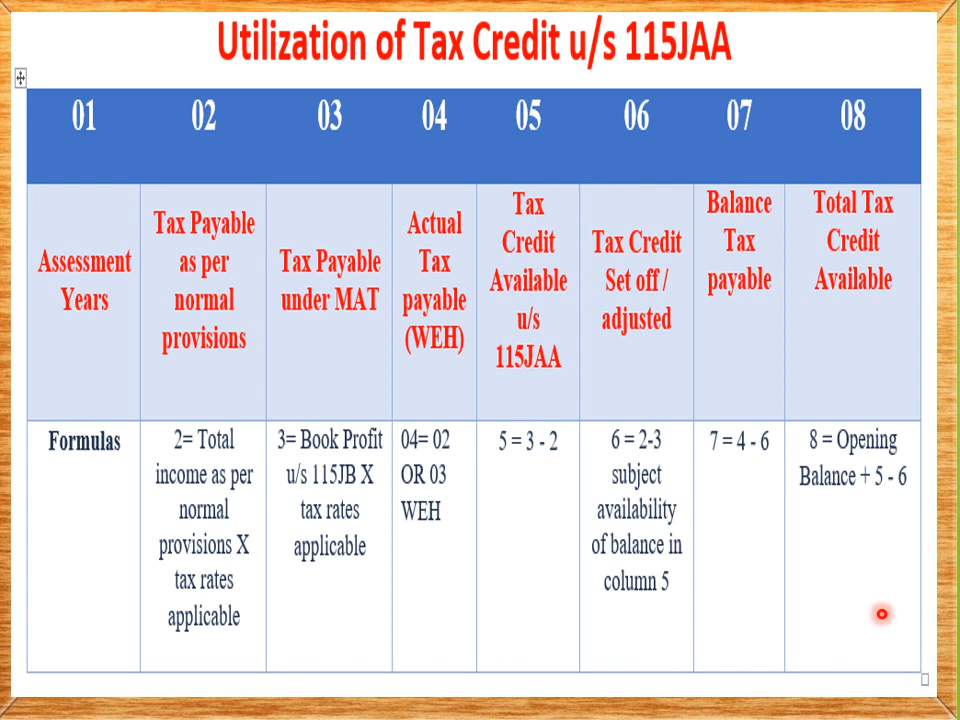 Utilization of Tax Credit u/s 115JAA
01
02
03
04
05
06
07
08
Assessment
Years
Tax Payable
as per
normal
provisions
Tax Payable
under MAT
Actual
Tax
payable
(WEH)
Tax
Credit
Available
u/s
115JAA
Tax Credit
Set off /
adjusted
Balance
Tax
payable
Total Tax
Credit
Available
Formulas
2= Total
income as per
normal
provisions X
tax rates
applicable
3= Book Profit
u/s 115JB X
tax rates
applicable
04= 02
OR 03
WEH
5 = 3 - 2
6 = 2-3
subject
availability
of balance in
column 5
7 = 4 - 6
8 = Opening
Balance + 5 - 6